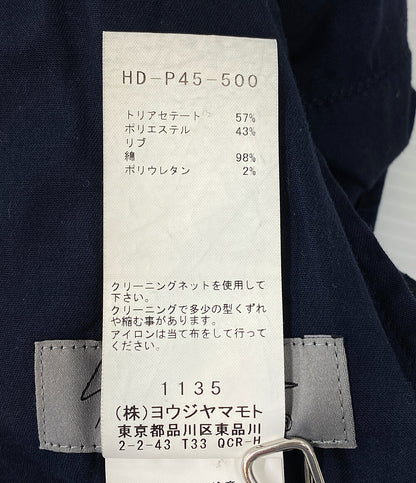 HD-P45-500
トリアセテート 57%
ポリエステル 43%
リブ
綿 98%
ポリウレタン 2%
クリーニングネットを使用して
下さい。
クリーニングで多少の型くずれ
や縮む事があります。
アイロンは当て布をして行って
ください。
1135
(株)ヨウジヤマモト
東京都品川区東品川
2-2-43 T33 QCR-H